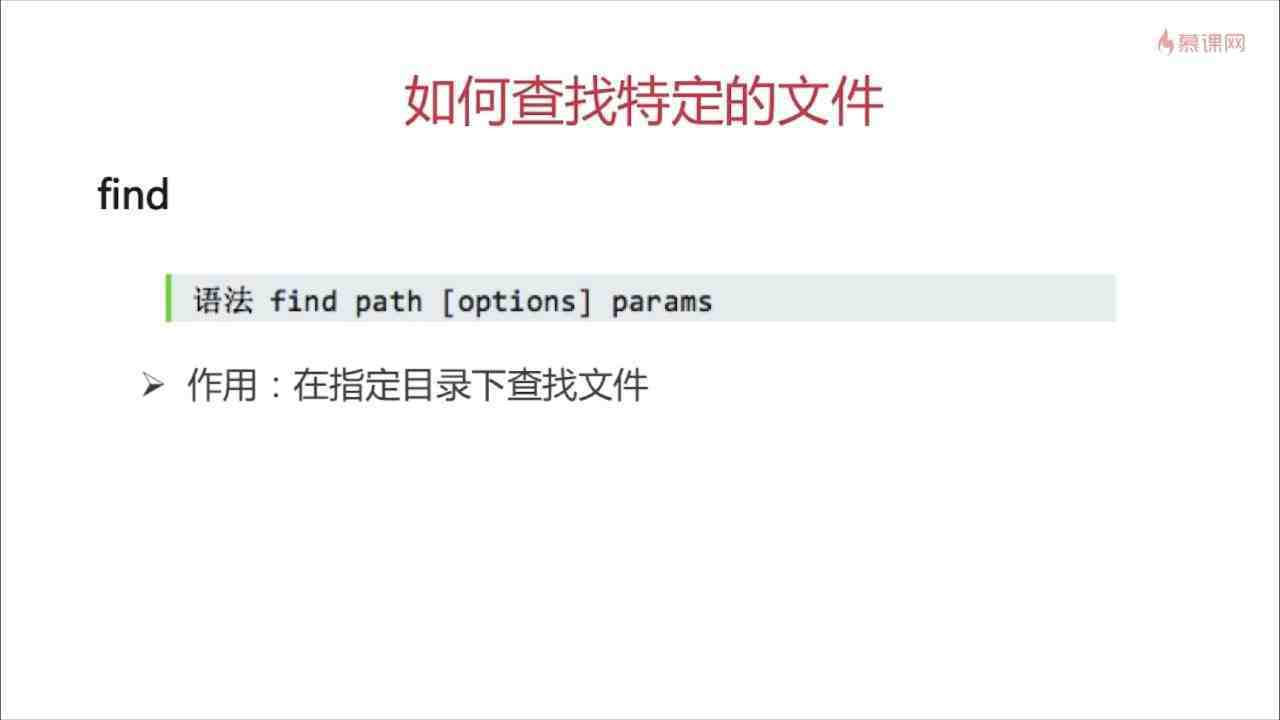 慕课网
如何查找特定的文件
find
语法 find path [options] params
作用：在指定目录下查找文件